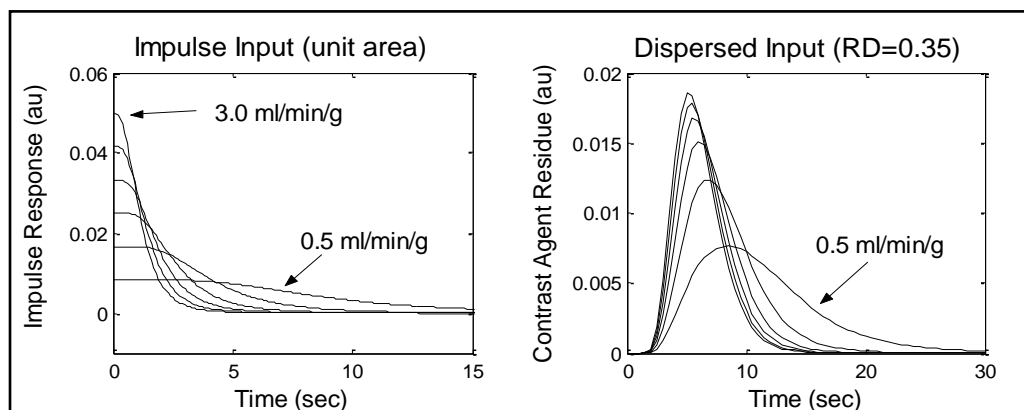 Impulse Input (unit area)
0.06
0.04
0.02
0
Impulse Response (au)
3.0 ml/min/g
0.5 ml/min/g
0
5
10
15
Time (sec)
Dispersed Input (RD=0.35)
0.02
0.015
0.01
0.005
0
Contrast Agent Residue (au)
0.5 ml/min/g
0
10
20
30
Time (sec)